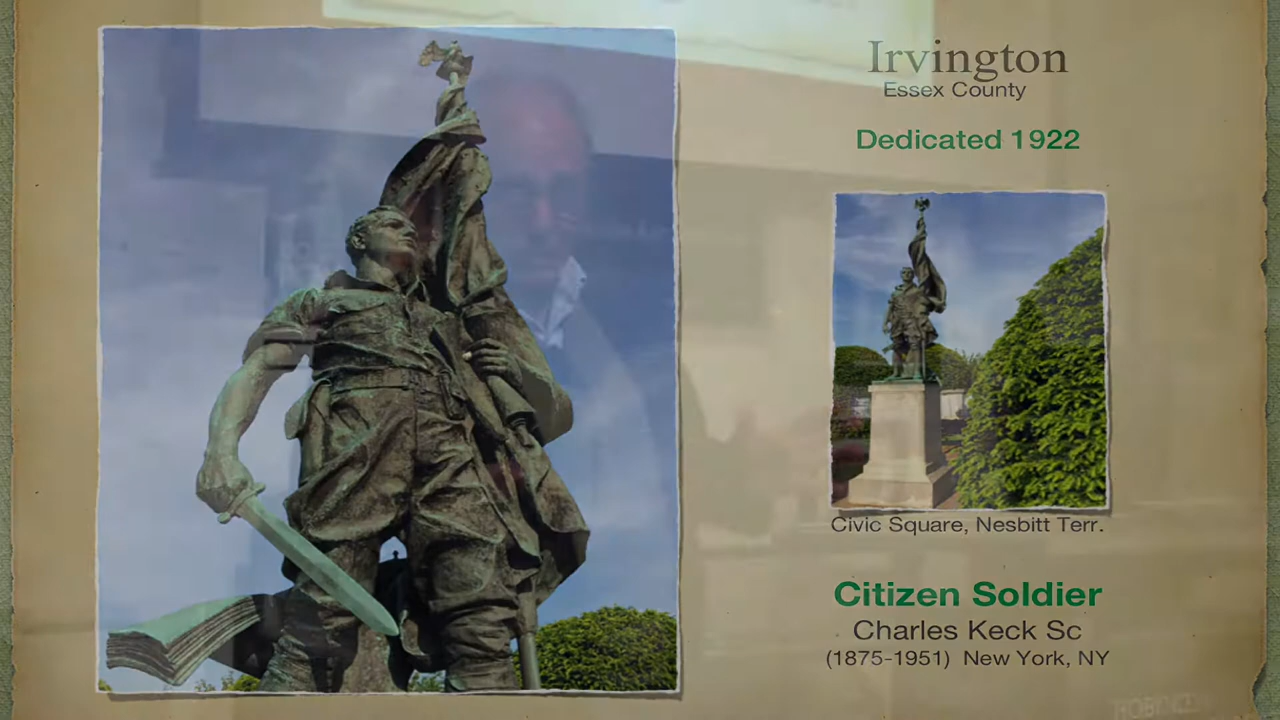 Irvington
Essex County
Dedicated 1922
Civic Square, Nesbitt Terr.
Citizen Soldier
Charles Keck Sc
(1875-1951) New York, NY